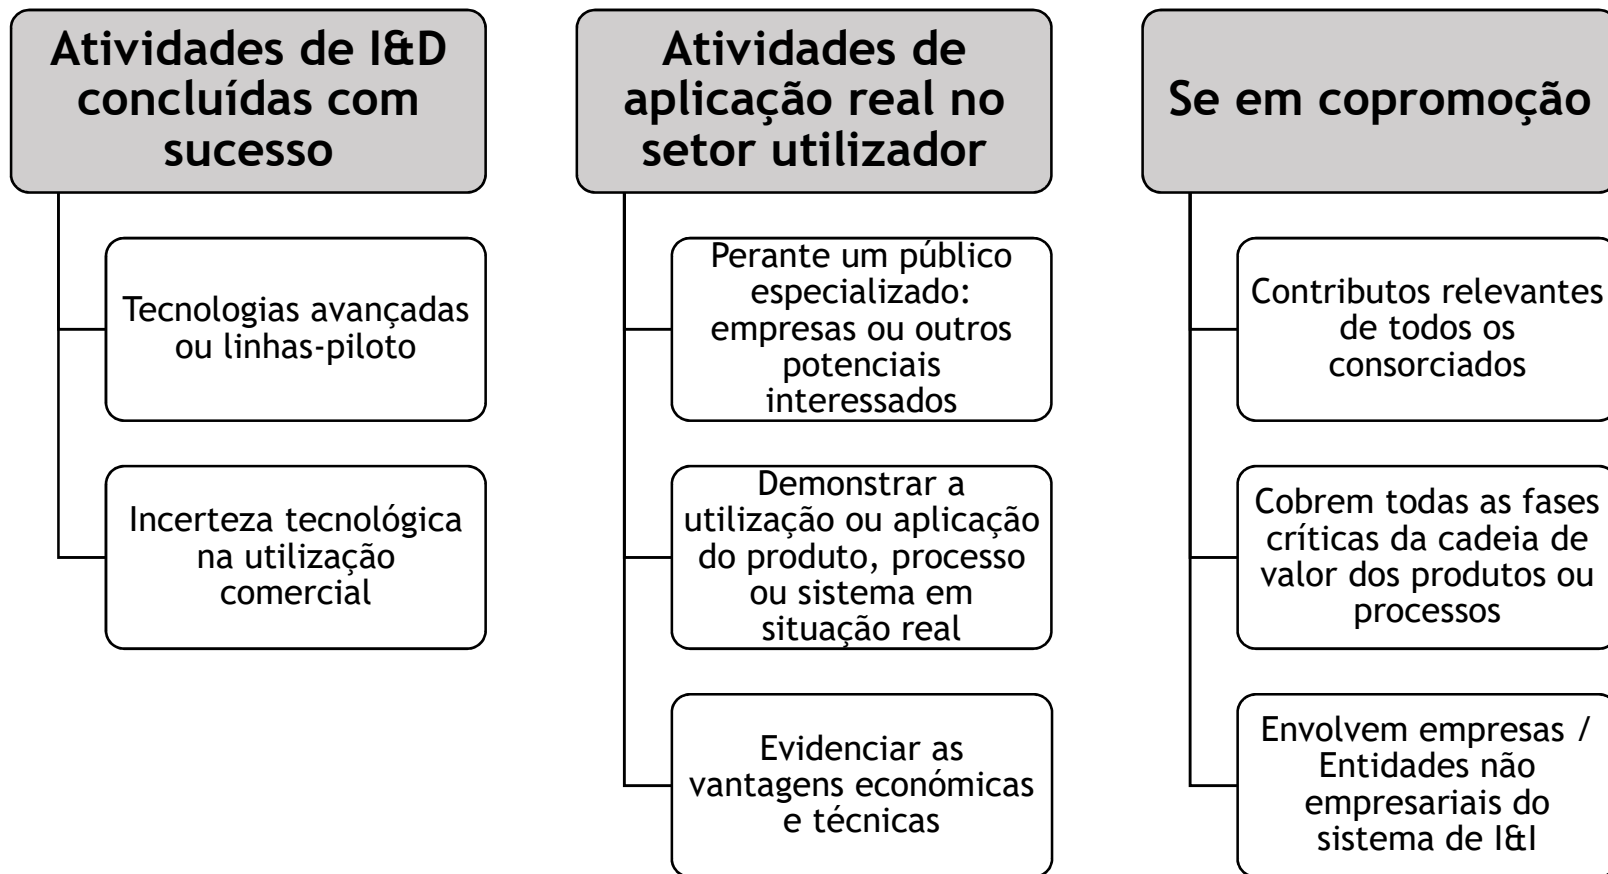 Atividades de I&D
concluídas com
sucesso
Tecnologias avançadas
ou linhas-piloto
Incerteza tecnológica
na utilização
comercial
Atividades de
aplicação real no
setor utilizador
Perante um público
especializado:
empresas ou outros
potenciais
interessados
Demonstrar a
utilização ou aplicação
do produto, processo
ou sistema em
situação real
Evidenciar as
vantagens económicas
e técnicas
Se em copromoção
Contributos relevantes
de todos os
consorciados
Cobrem todas as fases
críticas da cadeia de
valor dos produtos ou
processos
Envolvem empresas /
Entidades não
empresariais do
sistema de I&I